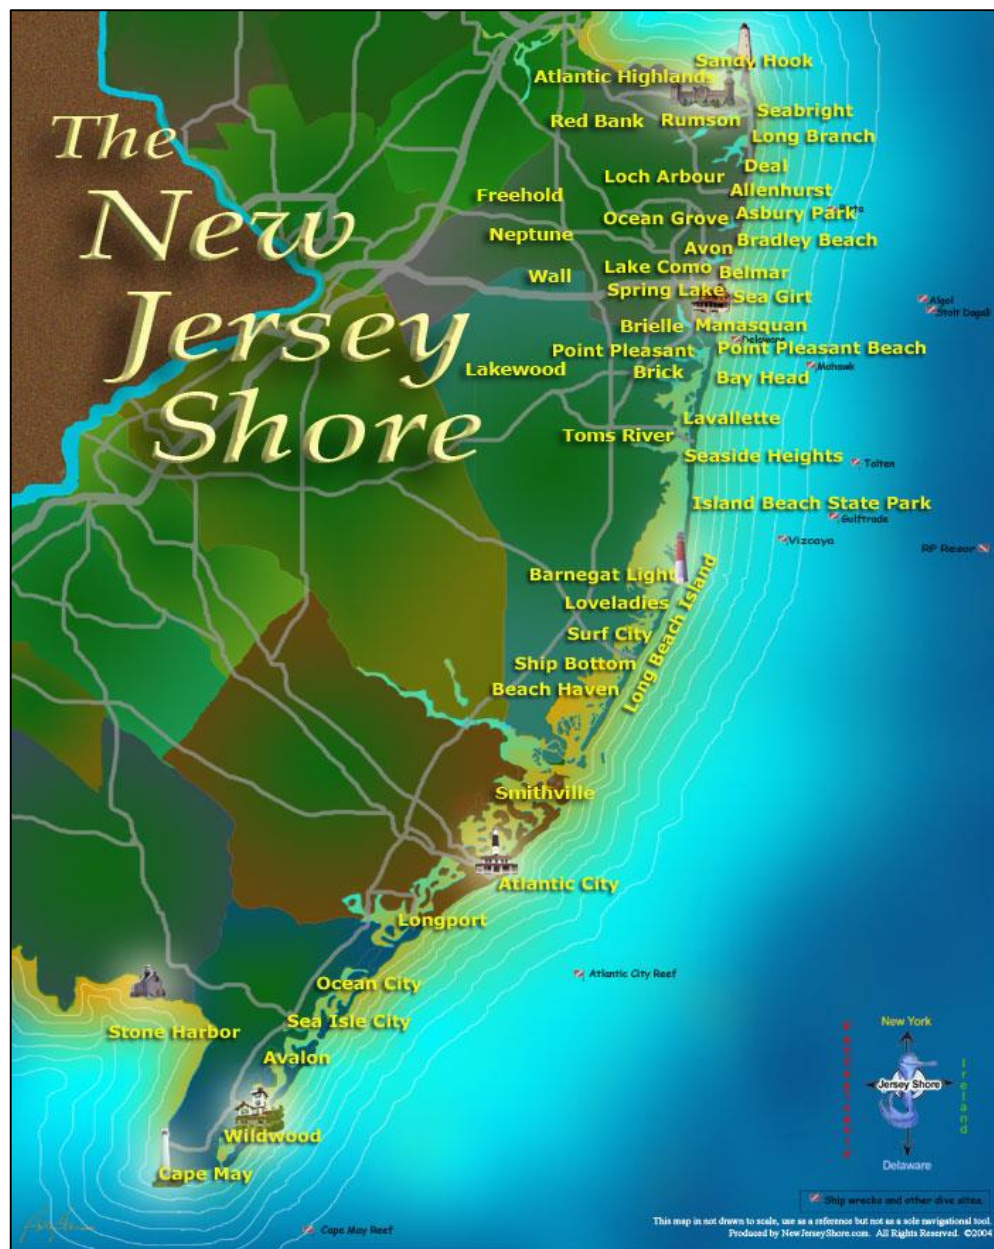 The
New
Jersey
Shore
Sandy Hook
Atlantic Highlands
Seabright
Red Bank
Rumson
Long Branch
Deal
Loch Arbour
Allenhurst
Freehold
Asbury Park
Ocean Grove
Neptune
Bradley Beach
Avon
Lake Como
Belmar
Wall
Spring Lake
Sea Girt
Algol
Stolt Dagali
Brielle
Manasquan
Delaware
Point Pleasant
Point Pleasant Beach
Mohawk
Lakewood
Brick
Bay Head
Lavallette
Toms River
Seaside Heights
Tolten
Island Beach State Park
Gulftrade
Vizcaya
RP Resor
Barnegat Light
Long Beach Island
Loveladies
Surf City
Ship Bottom
Beach Haven
Smithville
Atlantic City
Longport
Atlantic City Reef
Ocean City
Sea Isle City
Stone Harbor
Avalon
Wildwood
Cape May
Cape May Reef
New York
Jersey Shore
Ireland
Delaware
Ship wrecks and other dive sites.
This map in not drawn to scale, use as a reference but not as a sole navigational tool.
Produced by NewJerseyShore.com. All Rights Reserved. ©2004